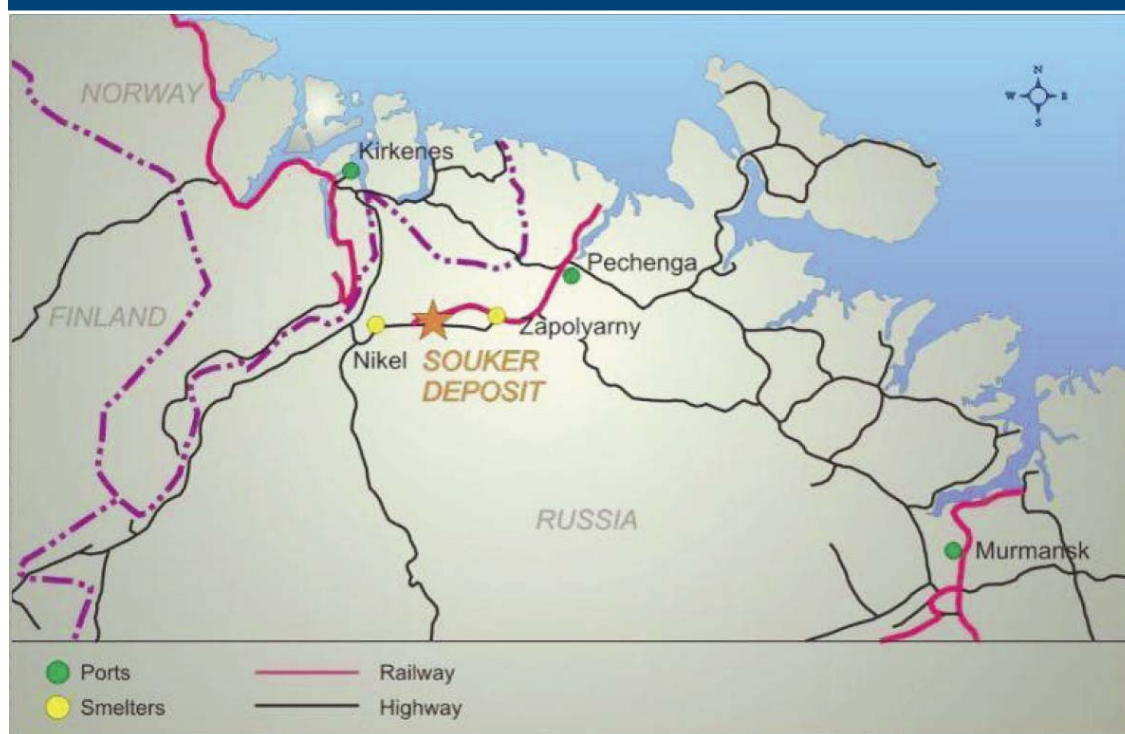 NORWAY
N
W
E
S
Kirkenes
Pechenga
FINLAND
Zapolyarny
Nikel
SOUKER
DEPOSIT
RUSSIA
Murmansk
Ports
Railway
Smelters
Highway